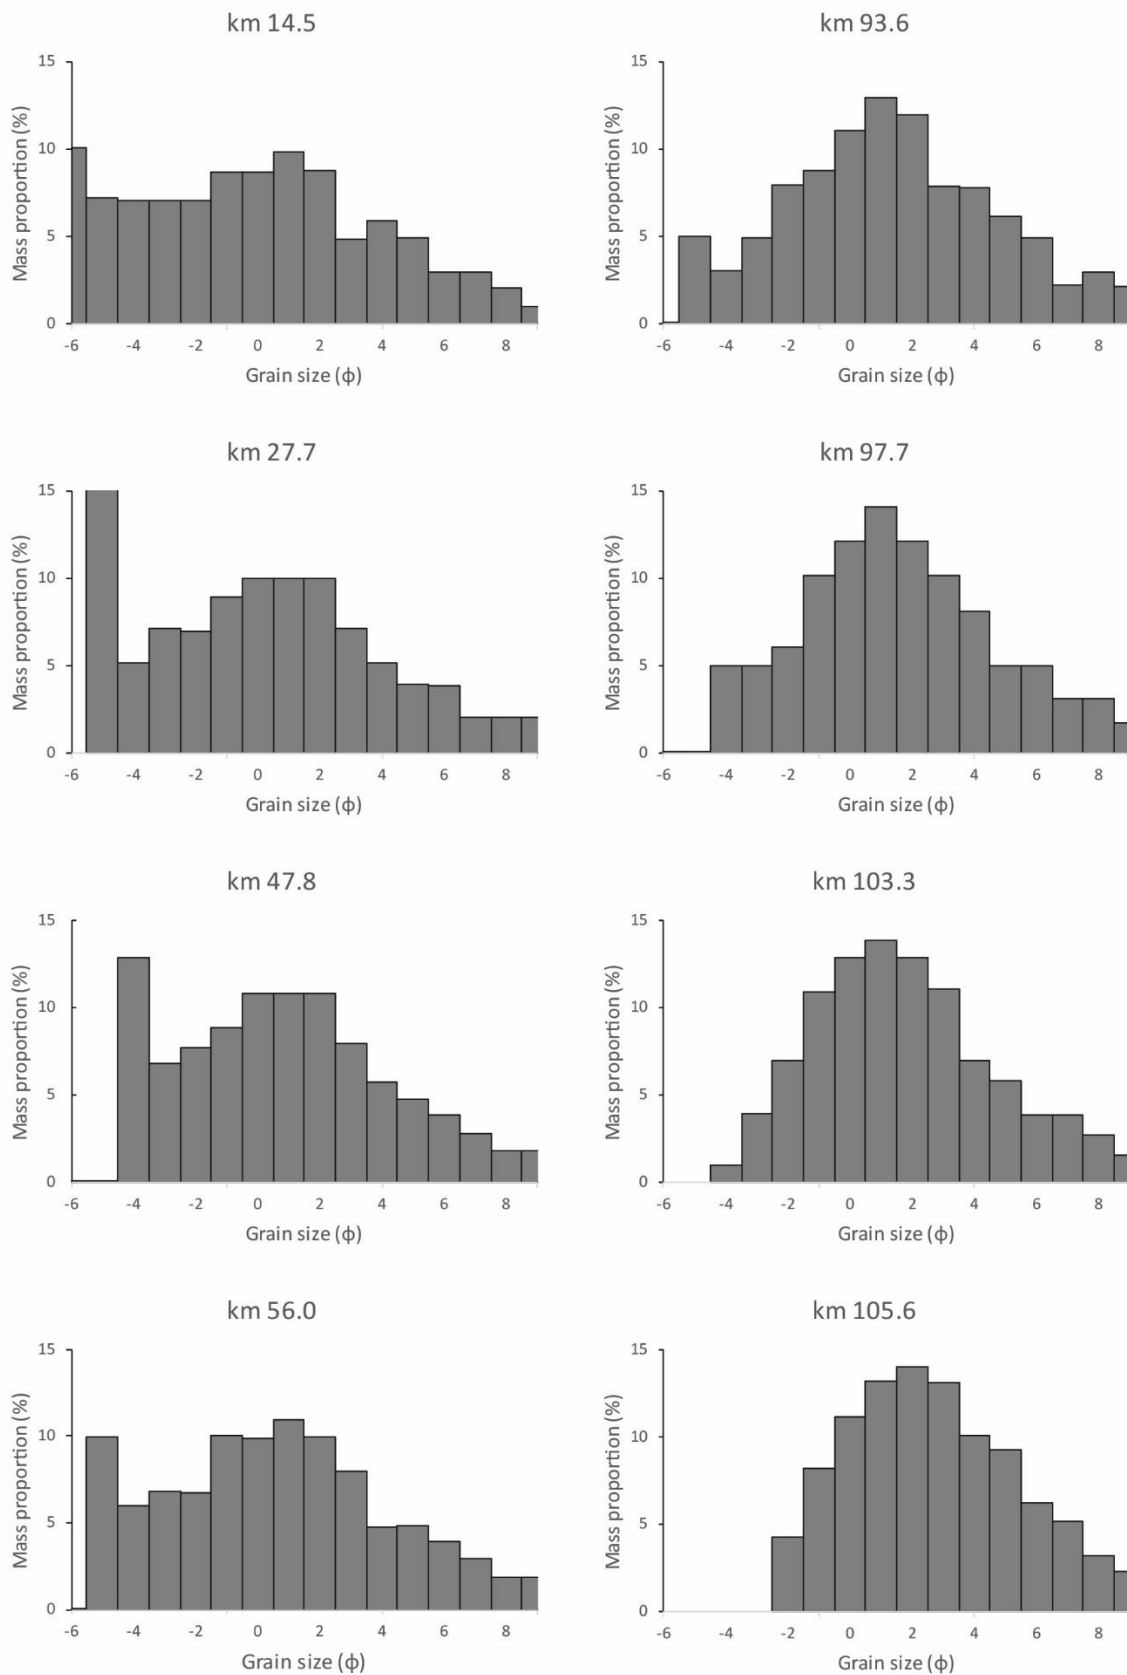 km 14.5
15
10
5
0
Mass proportion (%)
-6 -4 -2 0 2 4 6 8
Grain size (ϕ)
km 93.6
15
10
5
0
Mass proportion (%)
-6 -4 -2 0 2 4 6 8
Grain size (ϕ)
km 27.7
15
10
5
0
Mass proportion (%)
-6 -4 -2 0 2 4 6 8
Grain size (ϕ)
km 97.7
15
10
5
0
Mass proportion (%)
-6 -4 -2 0 2 4 6 8
Grain size (ϕ)
km 47.8
15
10
5
0
Mass proportion (%)
-6 -4 -2 0 2 4 6 8
Grain size (ϕ)
km 103.3
15
10
5
0
Mass proportion (%)
-6 -4 -2 0 2 4 6 8
Grain size (ϕ)
km 56.0
15
10
5
0
Mass proportion (%)
-6 -4 -2 0 2 4 6 8
Grain size (ϕ)
km 105.6
15
10
5
0
Mass proportion (%)
-6 -4 -2 0 2 4 6 8
Grain size (ϕ)